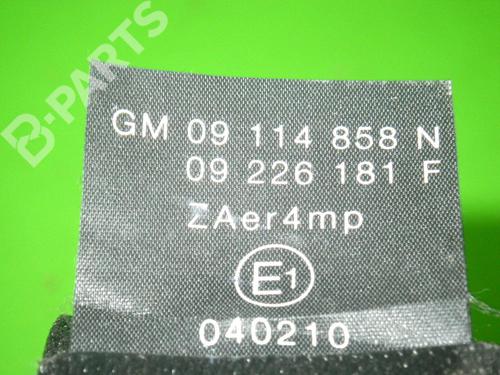 B-PARTS
GM 09 114 858 N
09 226 181 F
ZAer4mp
E1
040210